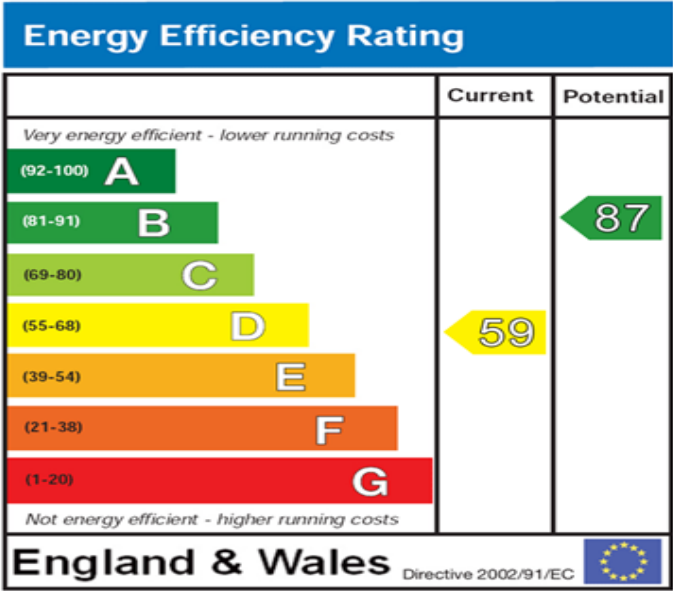 Energy Efficiency Rating
Current Potential
Very energy efficient - lower running costs
(92-100) A
(81-91) B
87
(69-80) C
(55-68) D
59
(39-54) E
(21-38) F
(1-20) G
Not energy efficient - higher running costs
England & Wales Directive 2002/91/EC